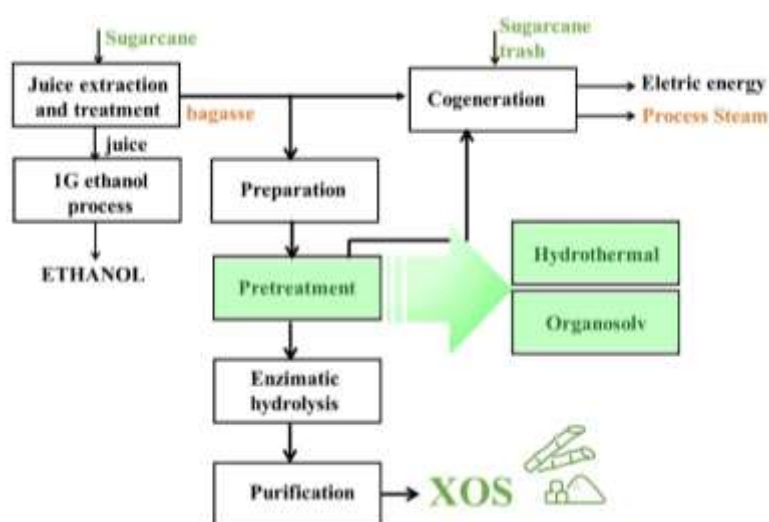 Sugarcane
Sugarcane
trash
Juice extraction
and treatment
bagasse
Cogeneration
Eletric energy
Process Steam
juice
1G ethanol
process
Preparation
ETHANOL
Pretreatment
Hydrothermal
Organosolv
Enzimatic
hydrolysis
Purification
XOS